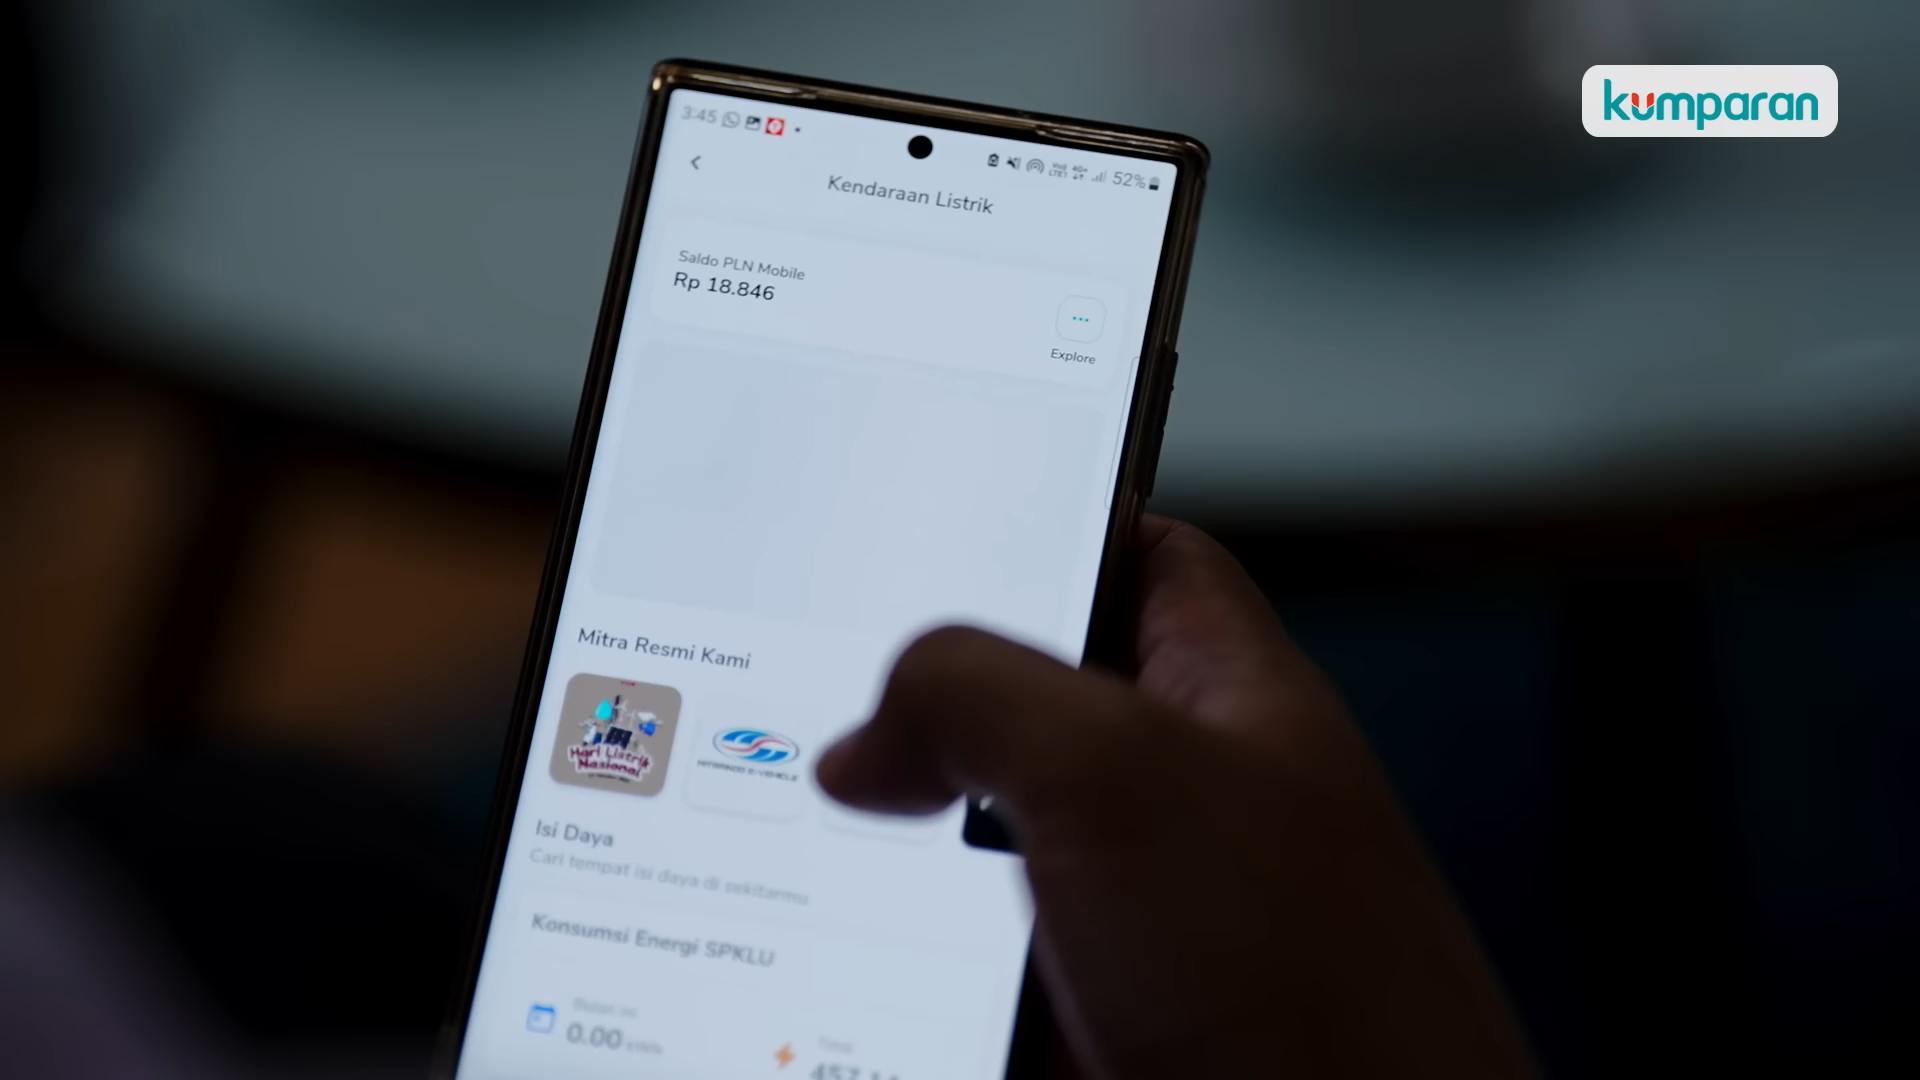 kumparan
3:45
52%
Kendaraan Listrik
Saldo PLN Mobile
Rp 18.846
Explore
Mitra Resmi Kami
Hari Listrik
Nasional
Isi Daya
Cari tempat isi daya di sekitarmu
Konsumsi Energi SPKLU
Bulan ini
Total
0.00 kWh